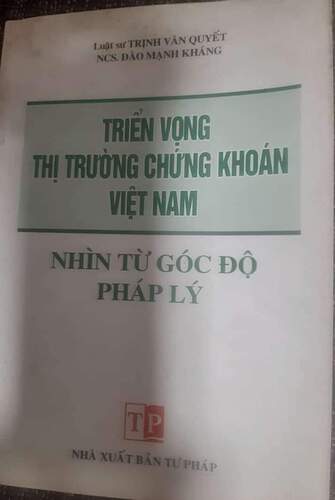 Luật sư TRỊNH VĂN QUYẾT
NCS. ĐÀO MẠNH KHÁNG
TRIỂN VỌNG
THỊ TRƯỜNG CHỨNG KHOÁN
VIỆT NAM
NHÌN TỪ GÓC ĐỘ
PHÁP LÝ
TP
NHÀ XUẤT BẢN TƯ PHÁP